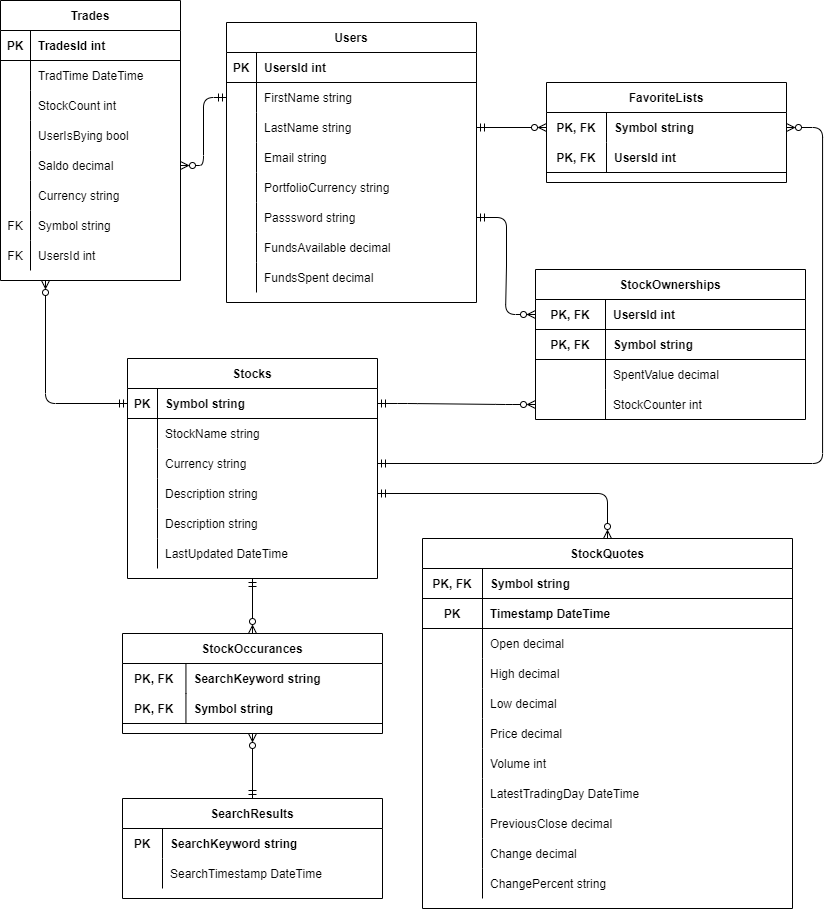 Trades
PK TradesId int
TradTime DateTime
StockCount int
UserIsBying bool
Saldo decimal
Currency string
FK Symbol string
FK UsersId int
Users
PK UsersId int
FirstName string
LastName string
Email string
PortfolioCurrency string
Passsword string
FundsAvailable decimal
FundsSpent decimal
FavoriteLists
PK, FK Symbol string
PK, FK UsersId int
StockOwnerships
PK, FK UsersId int
PK, FK Symbol string
SpentValue decimal
StockCounter int
Stocks
PK Symbol string
StockName string
Currency string
Description string
Description string
LastUpdated DateTime
StockQuotes
PK, FK Symbol string
PK Timestamp DateTime
Open decimal
High decimal
Low decimal
Price decimal
Volume int
LatestTradingDay DateTime
PreviousClose decimal
Change decimal
ChangePercent string
StockOccurances
PK, FK SearchKeyword string
PK, FK Symbol string
SearchResults
PK SearchKeyword string
SearchTimestamp DateTime